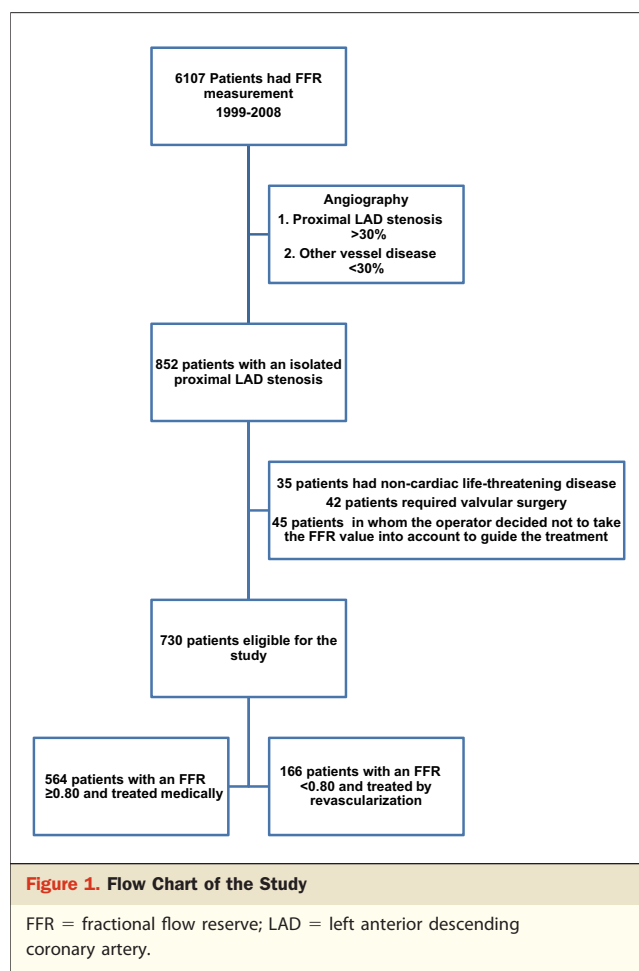 6107 Patients had FFR
measurement
1999-2008
Angiography
1. Proximal LAD stenosis
>30%
2. Other vessel disease
<30%
852 patients with an isolated
proximal LAD stenosis
35 patients had non-cardiac life-threatening disease
42 patients required valvular surgery
45 patients in whom the operator decided not to take
the FFR value into account to guide the treatment
730 patients eligible for the
study
564 patients with an FFR
≥0.80 and treated medically
166 patients with an FFR
<0.80 and treated by
revascularization
Figure 1. Flow Chart of the Study
FFR = fractional flow reserve; LAD = left anterior descending
coronary artery.